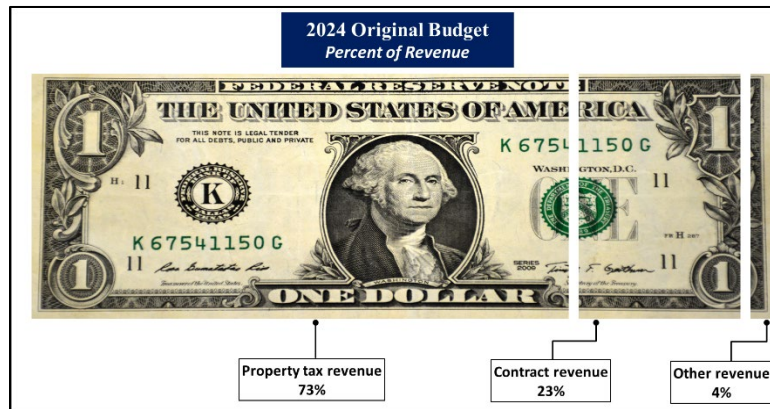 2024 Original Budget
Percent of Revenue
FEDERAL RESERVE NOTE
THE UNITED STATES OF AMERICA
THIS NOTE IS LEGAL TENDER
FOR ALL DEBTS, PUBLIC AND PRIVATE
K 67541150 G
WASHINGTON, D.C.
1
1
H 11
11
K
ONE
K 67541150 G
11
11
SERIES
2009
WASHINGTON
1
1
ONE DOLLAR
Property tax revenue
73%
Contract revenue
23%
Other revenue
4%